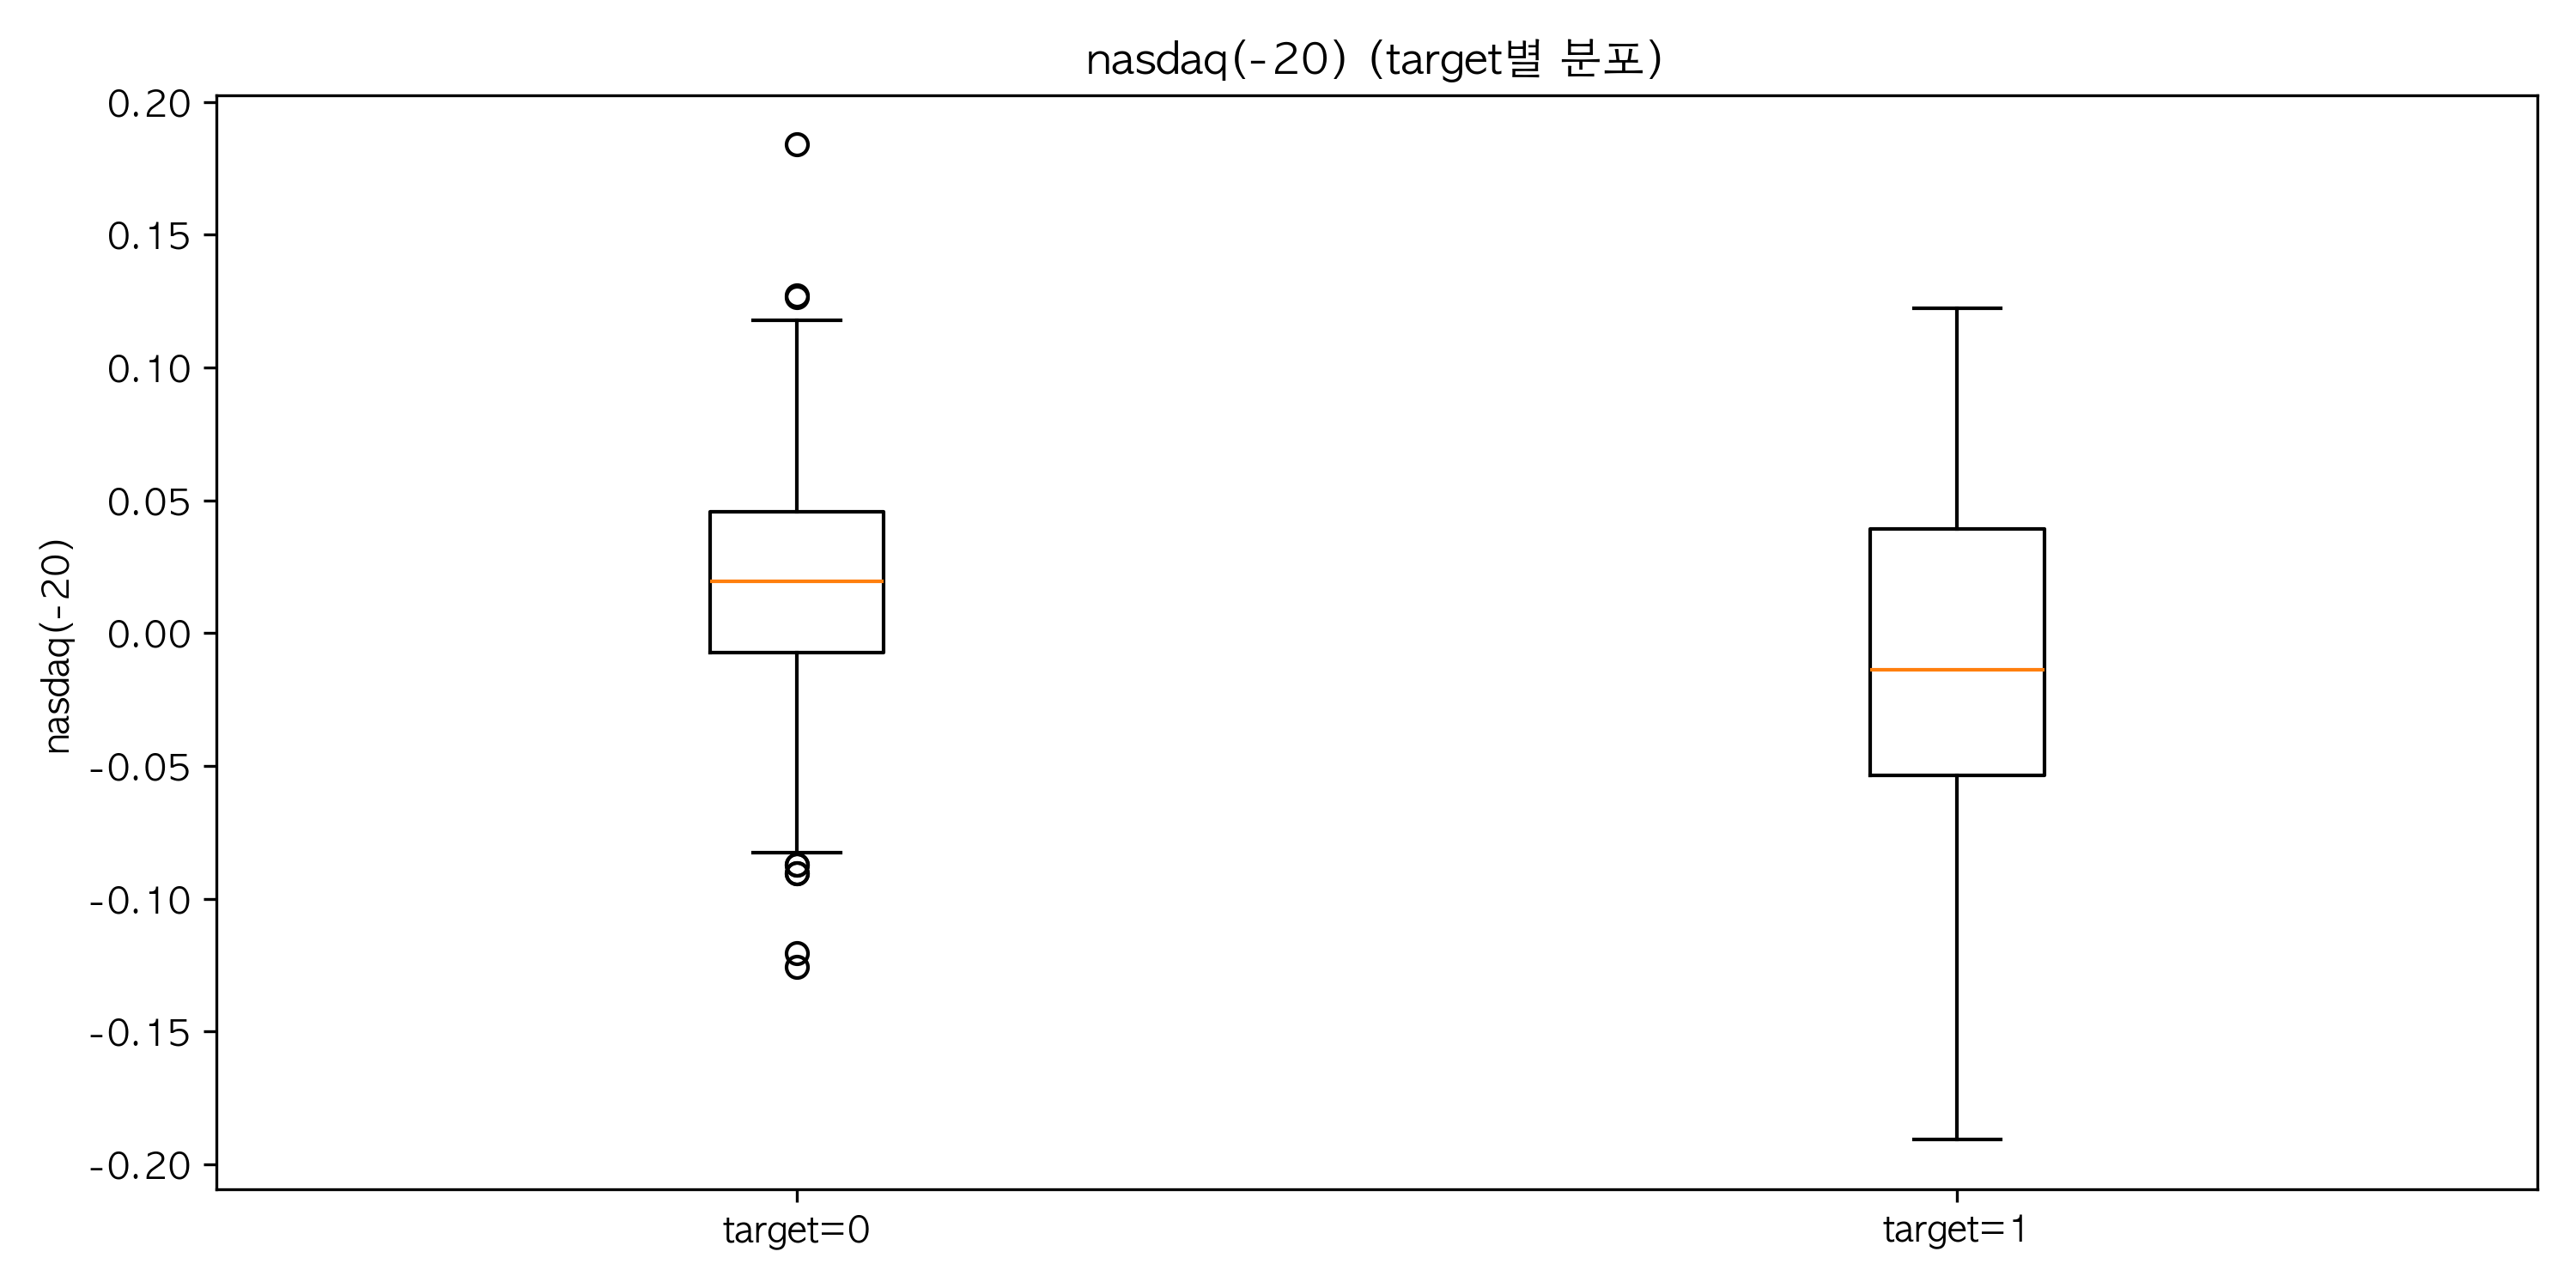 nasdaq(-20) (target별 분포)
0.20
0.15
0.10
0.05
0.00
-0.05
-0.10
-0.15
-0.20
nasdaq(-20)
target=0
target=1